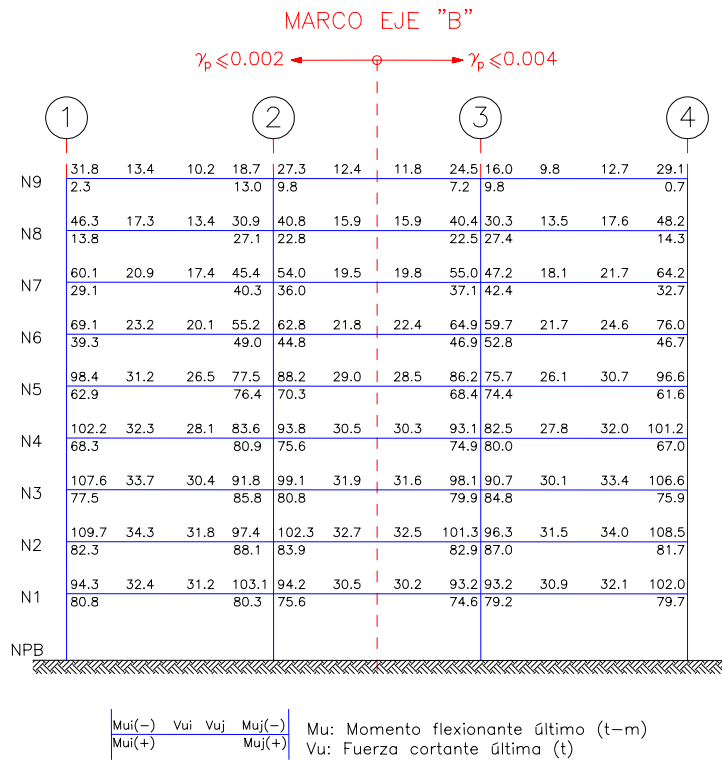 MARCO EJE "B"
γp≤0.002 γp≤0.004
1 2 3 4
31.8 13.4 10.2 18.7 27.3 12.4 11.8 24.5 16.0 9.8 12.7 29.1
N9
2.3 13.0 9.8 7.2 9.8 0.7
46.3 17.3 13.4 30.9 40.8 15.9 15.9 40.4 30.3 13.5 17.6 48.2
N8
13.8 27.1 22.8 22.5 27.4 14.3
60.1 20.9 17.4 45.4 54.0 19.5 19.8 55.0 47.2 18.1 21.7 64.2
N7
29.1 40.3 36.0 37.1 42.4 32.7
69.1 23.2 20.1 55.2 62.8 21.8 22.4 64.9 59.7 21.7 24.6 76.0
N6
39.3 49.0 44.8 46.9 52.8 46.7
98.4 31.2 26.5 77.5 88.2 29.0 28.5 86.2 75.7 26.1 30.7 96.6
N5
62.9 76.4 70.3 68.4 74.4 61.6
102.2 32.3 28.1 83.6 93.8 30.5 30.3 93.1 82.5 27.8 32.0 101.2
N4
68.3 80.9 75.6 74.9 80.0 67.0
107.6 33.7 30.4 91.8 99.1 31.9 31.6 98.1 90.7 30.1 33.4 106.6
N3
77.5 85.8 80.8 79.9 84.8 75.9
109.7 34.3 31.8 97.4 102.3 32.7 32.5 101.3 96.3 31.5 34.0 108.5
N2
82.3 88.1 83.9 82.9 87.0 81.7
94.3 32.4 31.2 103.1 94.2 30.5 30.2 93.2 93.2 30.9 32.1 102.0
N1
80.8 80.3 75.6 74.6 79.2 79.7
NPB
Mui(-) Vui Vuj Muj(-)
Mui(+) Muj(+)
Mu: Momento flexionante último (t-m)
Vu: Fuerza cortante última (t)